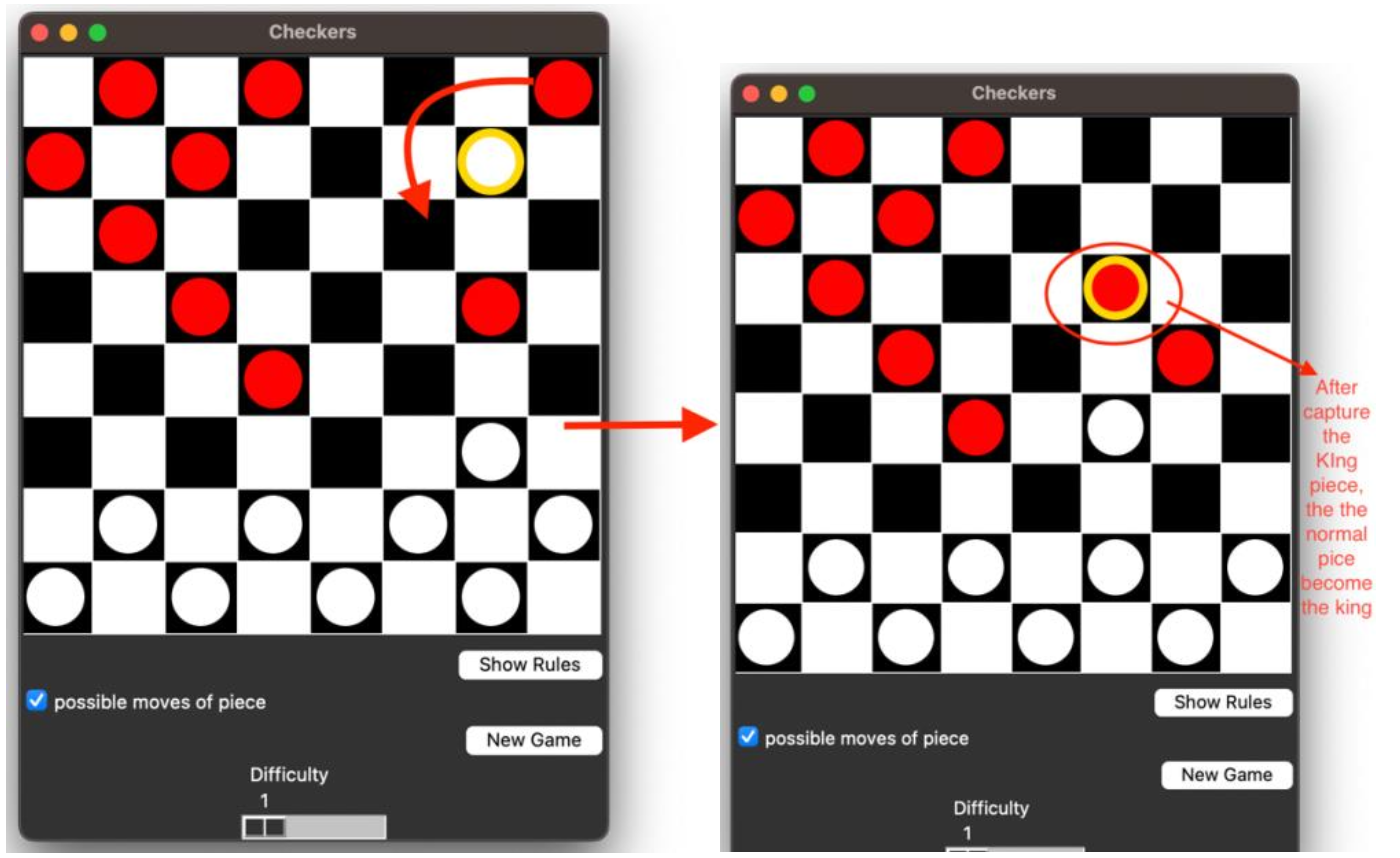 Checkers
Show Rules
possible moves of piece
New Game
Difficulty
1
Checkers
After
capture
the
KIng
piece,
the the
normal
pice
become
the king
Show Rules
possible moves of piece
New Game
Difficulty
1